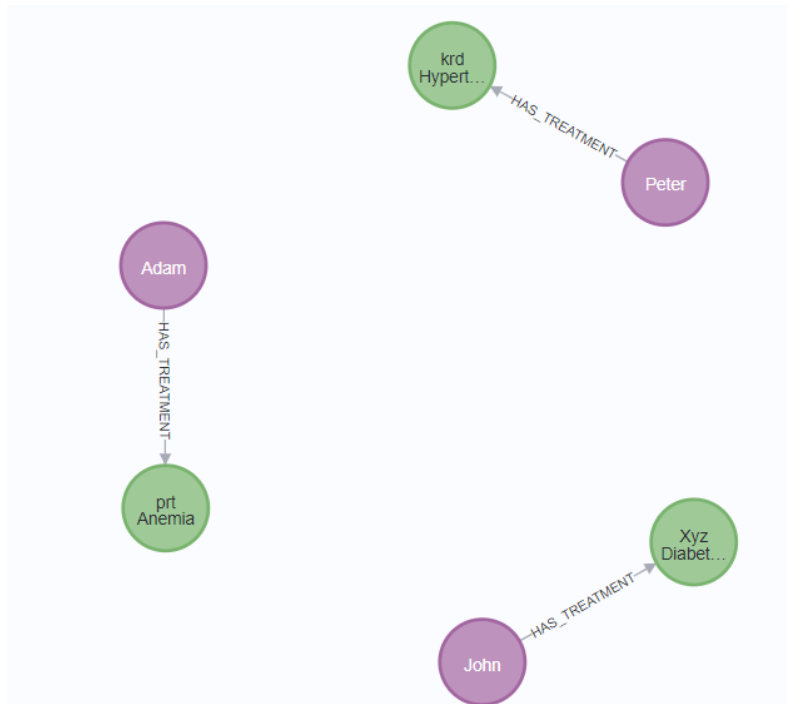 krd
Hypert...
HAS_TREATMENT
Peter
Adam
HAS_TREATMENT
prt
Anemia
Xyz
Diabet...
HAS_TREATMENT
John